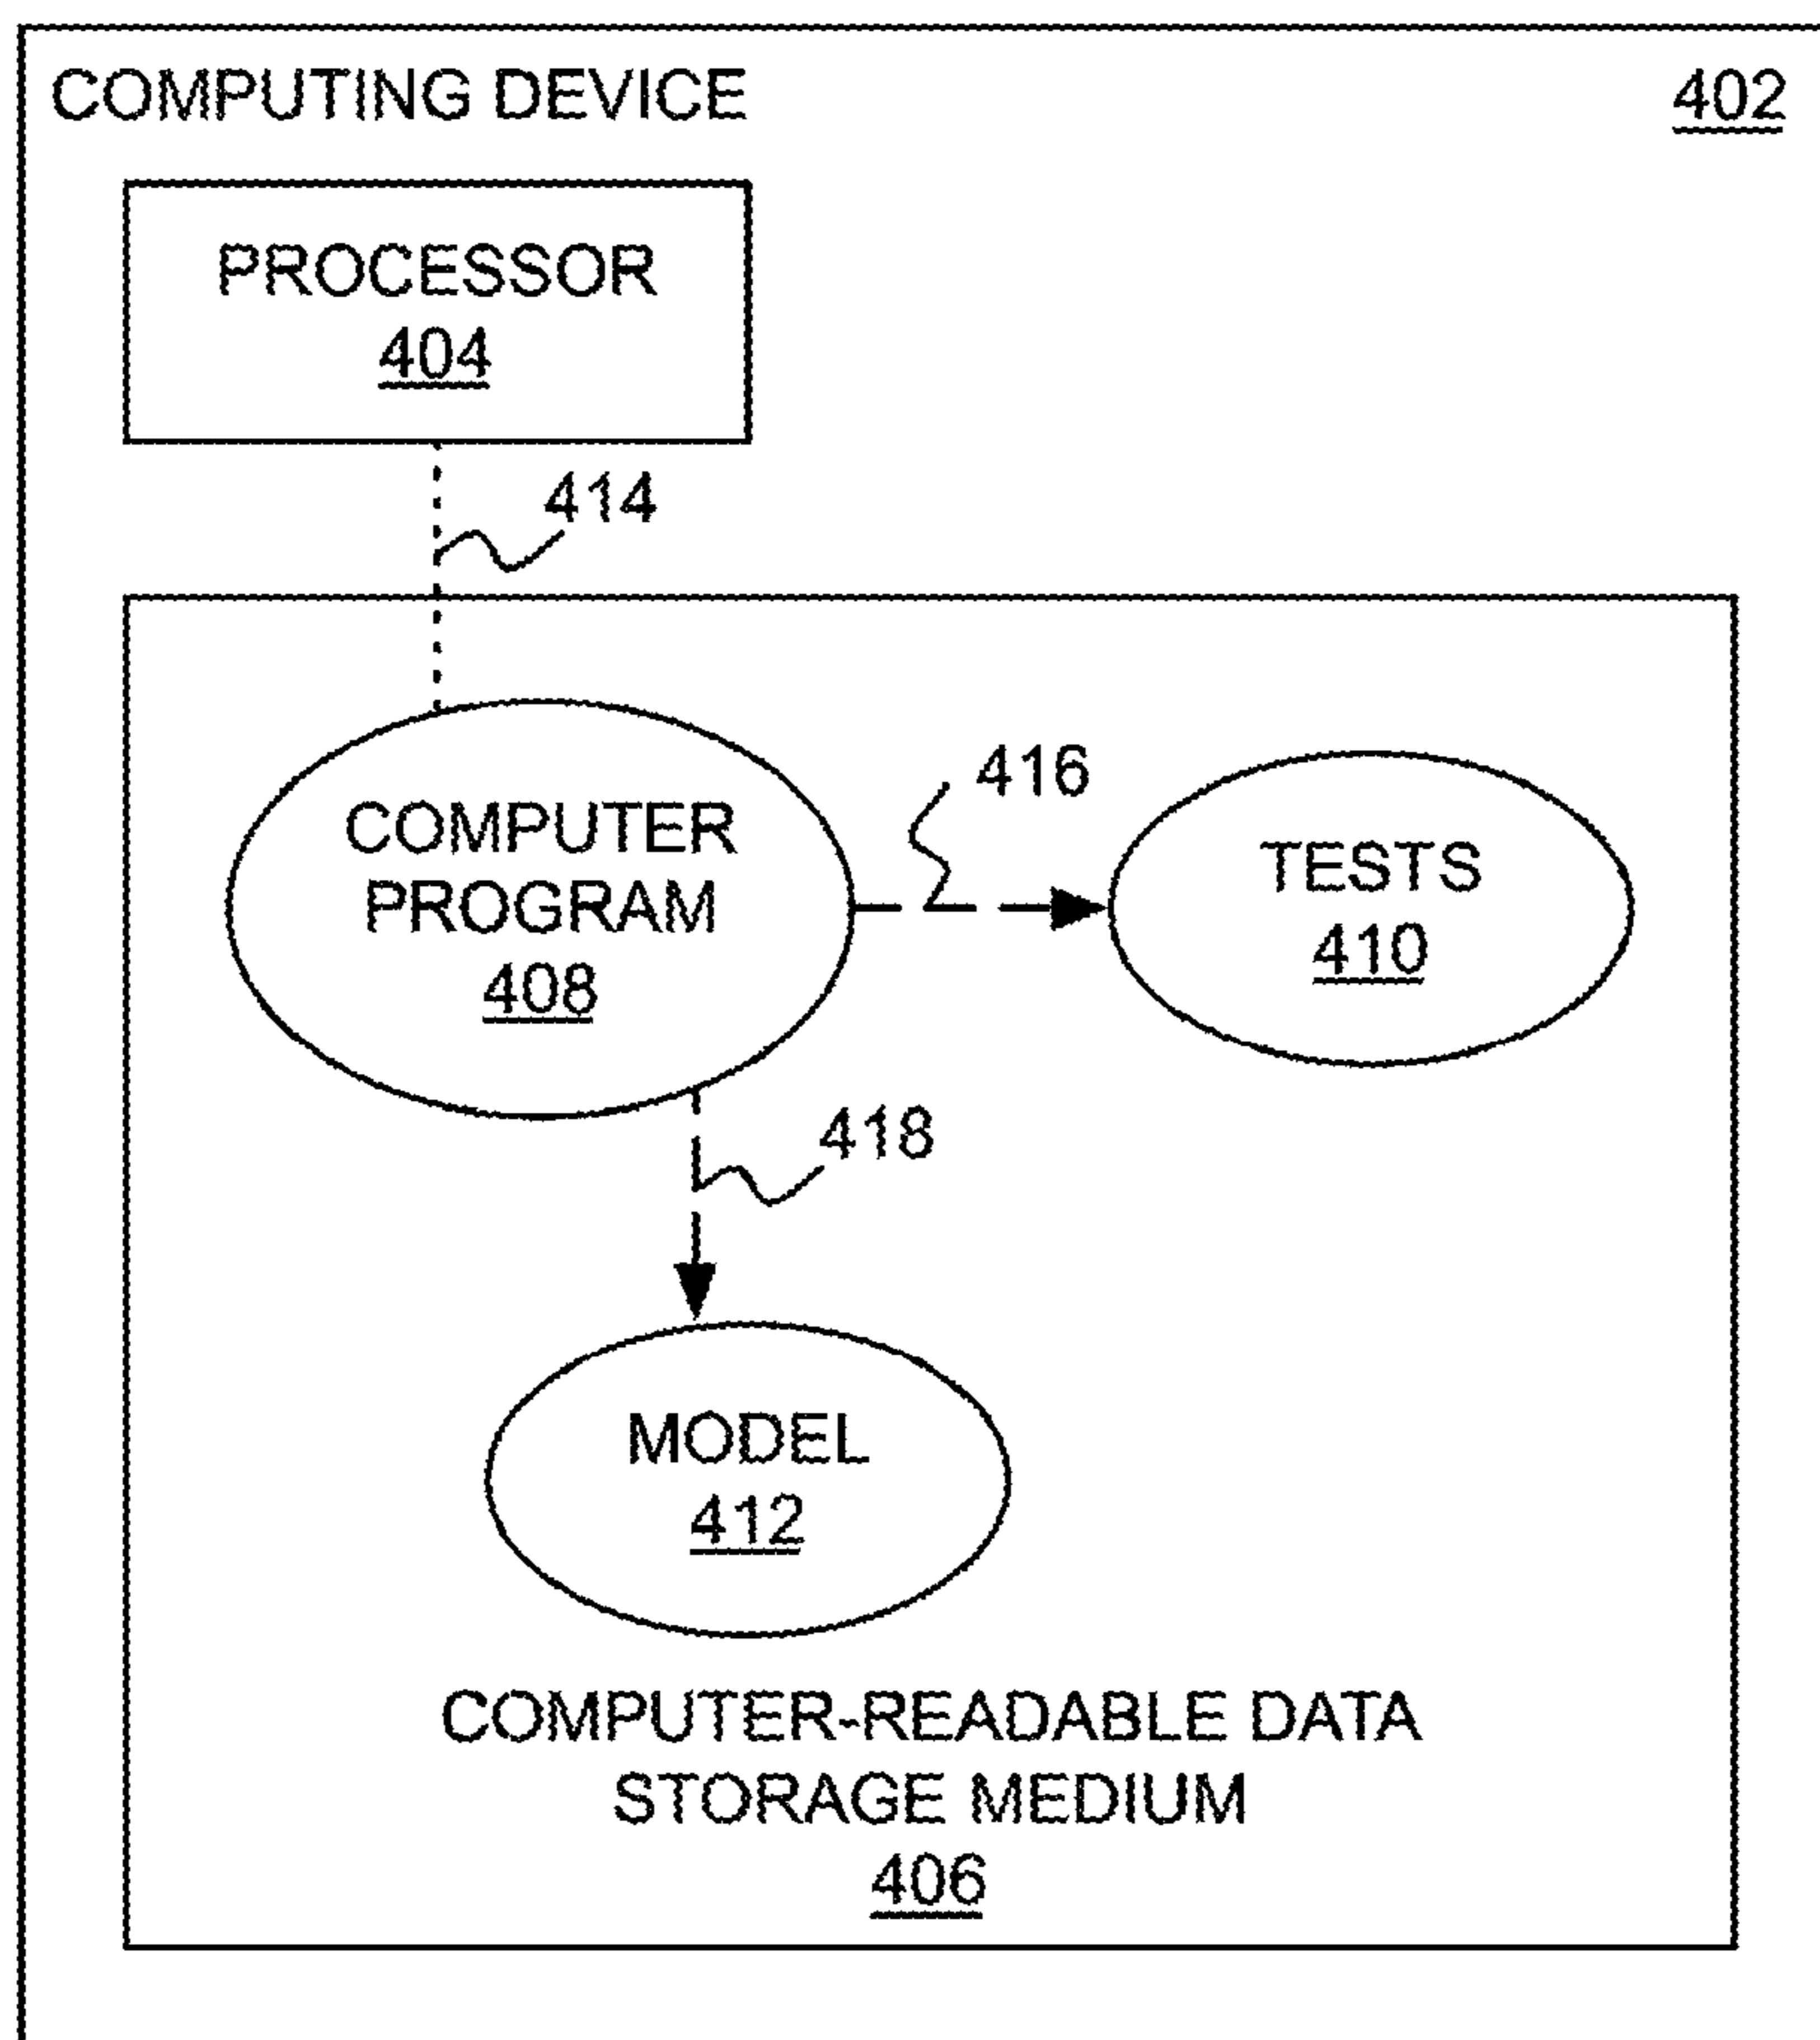 COMPUTING DEVICE 402
PROCESSOR
404
414
COMPUTER
PROGRAM
408
416
TESTS
410
418
MODEL
412
COMPUTER-READABLE DATA
STORAGE MEDIUM
406